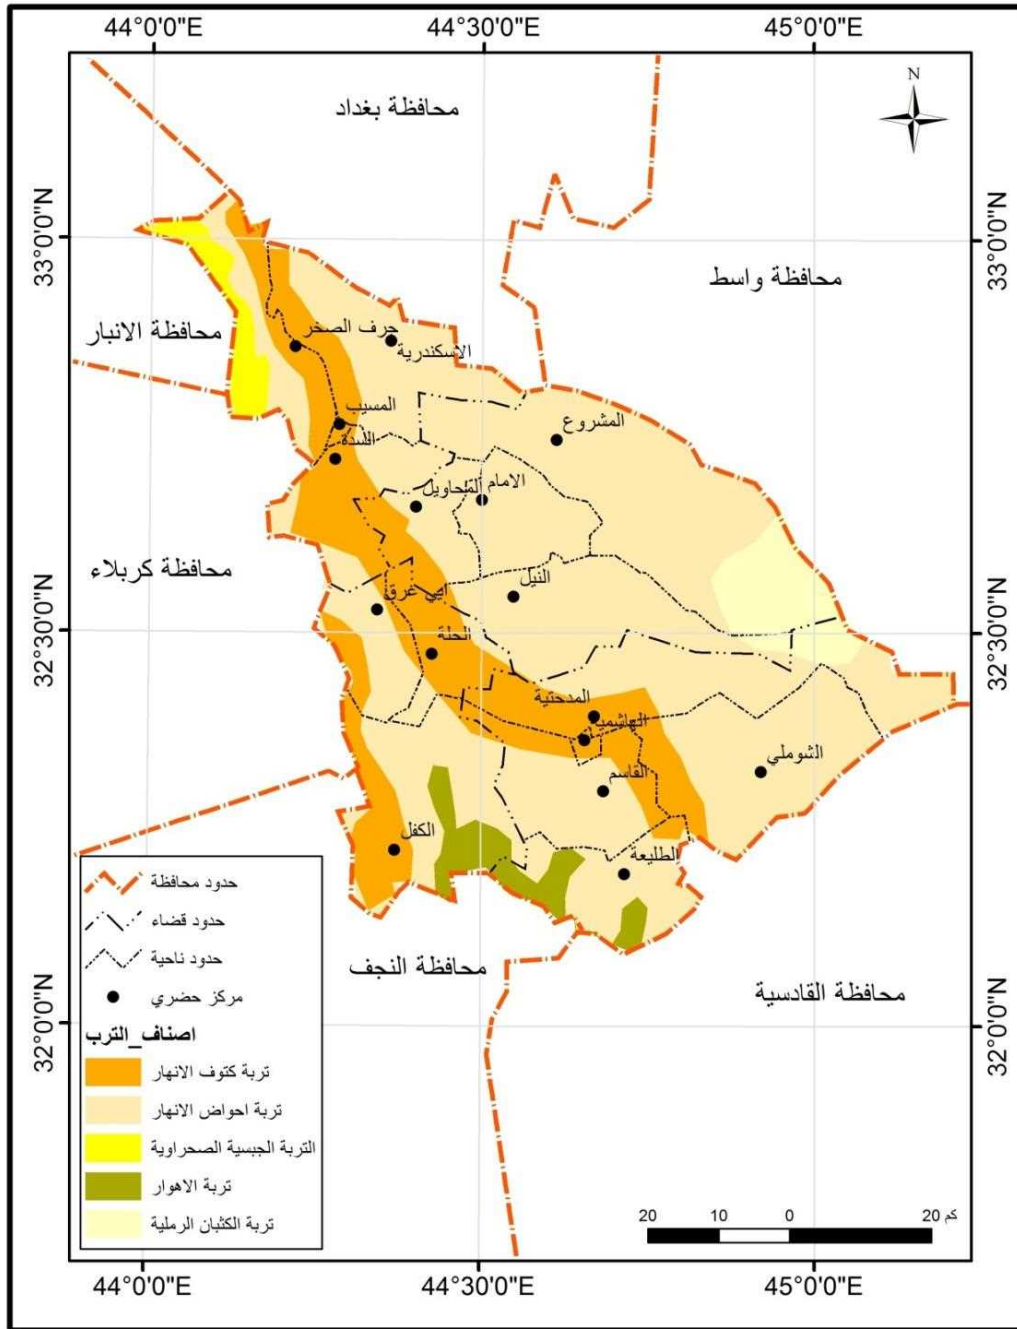 44°0'0"E
44°30'0"E
45°0'0"E
N
محافظة بغداد
33°0'0"N
33°0'0"N
محافظة واسط
محافظة الانبار
جرف الصخر
الاسكندرية
المسيب
السدة
المشروع
الامام
المحاويل
محافظة كربلاء
النيل
ابي غرق
32°30'0"N
32°30'0"N
الحلة
المدحتية
الهاشمية
الشوملي
القاسم
الكفل
الطليعة
حدود محافظة
حدود قضاء
حدود ناحية
مركز حضري
محافظة النجف
محافظة القادسية
32°0'0"N
32°0'0"N
اصناف_الترب
تربة كتوف الانهار
تربة احواض الانهار
التربة الجبسية الصحراوية
تربة الاهوار
تربة الكثبان الرملية
20 10 0 20 كم
44°0'0"E
44°30'0"E
45°0'0"E